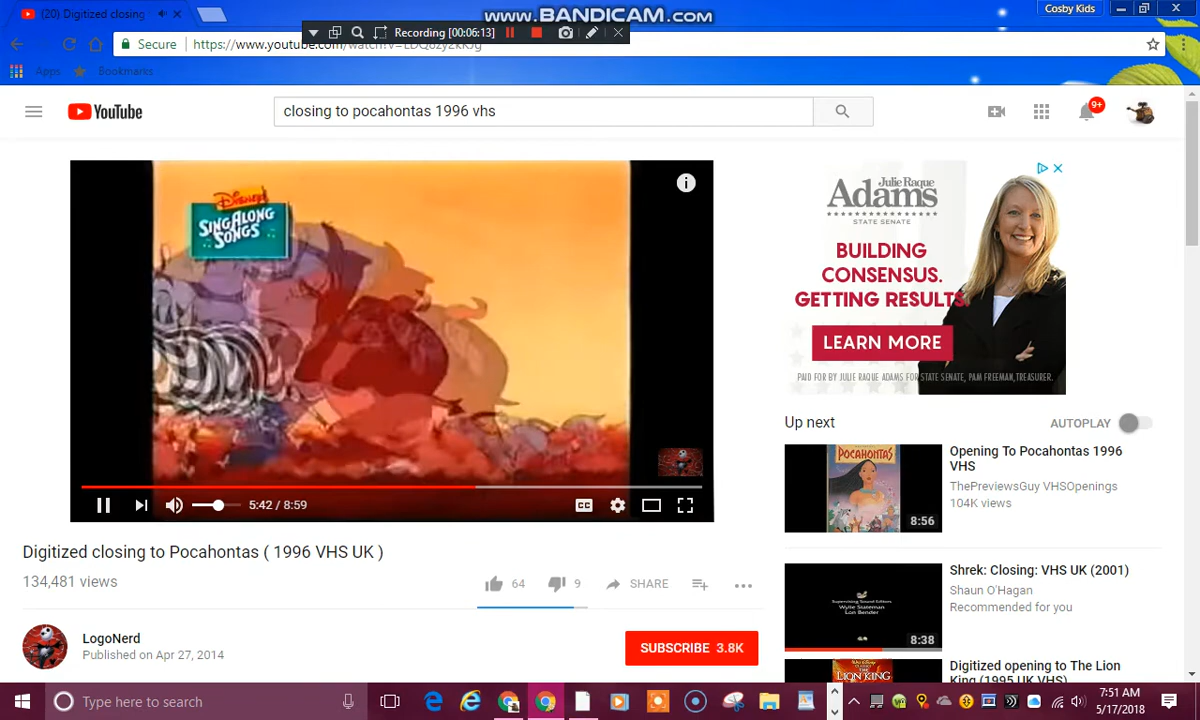 www.BANDICAM.com
Cosby Kids
(20) Digitized closing
Recording [00:06:13]
Secure
https://www.youtube.com
Apps
Bookmarks
YouTube
closing to pocahontas 1996 vhs
9+
Disney's
SING ALONG
SONGS
5:42 / 8:59
CC
Digitized closing to Pocahontas ( 1996 VHS UK )
134,481 views
64
9
SHARE
LogoNerd
Published on Apr 27, 2014
SUBSCRIBE 3.8K
Julie Raque
Adams
STATE SENATE
BUILDING
CONSENSUS.
GETTING RESULTS
LEARN MORE
PAID FOR BY JULIE RAQUE ADAMS FOR STATE SENATE, PAM FREEMAN, TREASURER.
Up next
AUTOPLAY
POCAHONTAS
8:56
Opening To Pocahontas 1996
VHS
ThePreviewsGuy VHSOpenings
104K views
Supervising Sound Editors
Wylie Stateman
Lon Bender
8:38
Shrek: Closing: VHS UK (2001)
Shaun O'Hagan
Recommended for you
LION KING
Digitized opening to The Lion
King (1995 UK VHS)
Type here to search
7:51 AM
5/17/2018